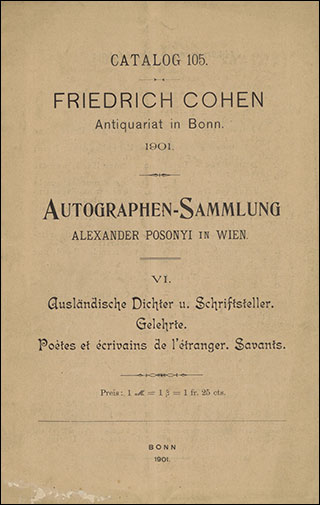 CATALOG 105.
FRIEDRICH COHEN
Antiquariat in Bonn.
1901.
AUTOGRAPHEN-SAMMLUNG
ALEXANDER POSONYI IN WIEN.
VI.
Ausländische Dichter u. Schriftsteller.
Gelehrte.
Poètes et écrivains de l'étranger. Savants.
Preis: 1 ℳ = 1 ʒ = 1 fr. 25 cts.
BONN
1901.